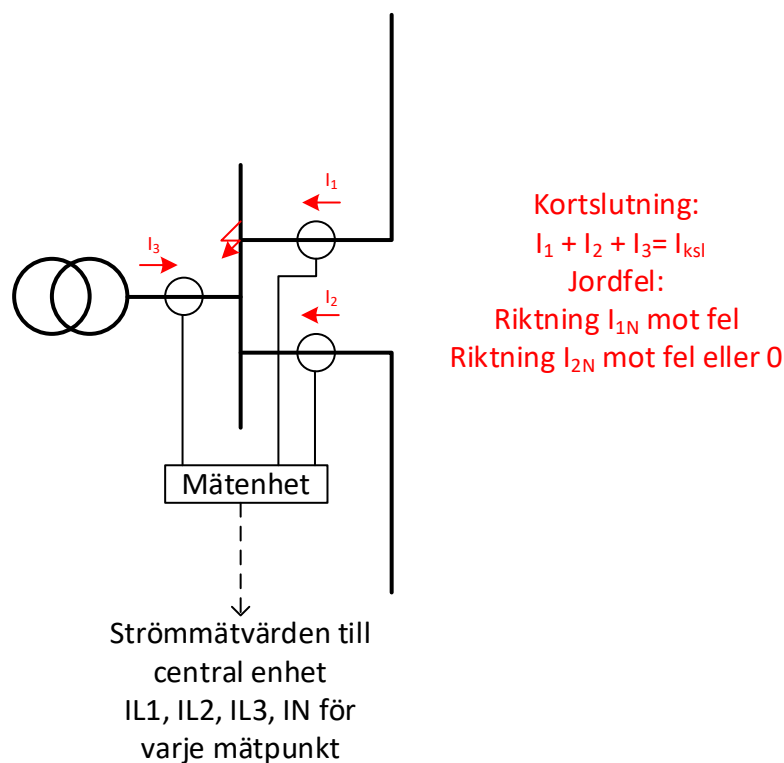 I₁
I₃
I₂
Kortslutning:
I₁ + I₂ + I₃= Iₖₛₗ
Jordfel:
Riktning I₁N mot fel
Riktning I₂N mot fel eller 0
Mätenhet
Strömmätvärden till
central enhet
IL1, IL2, IL3, IN för
varje mätpunkt